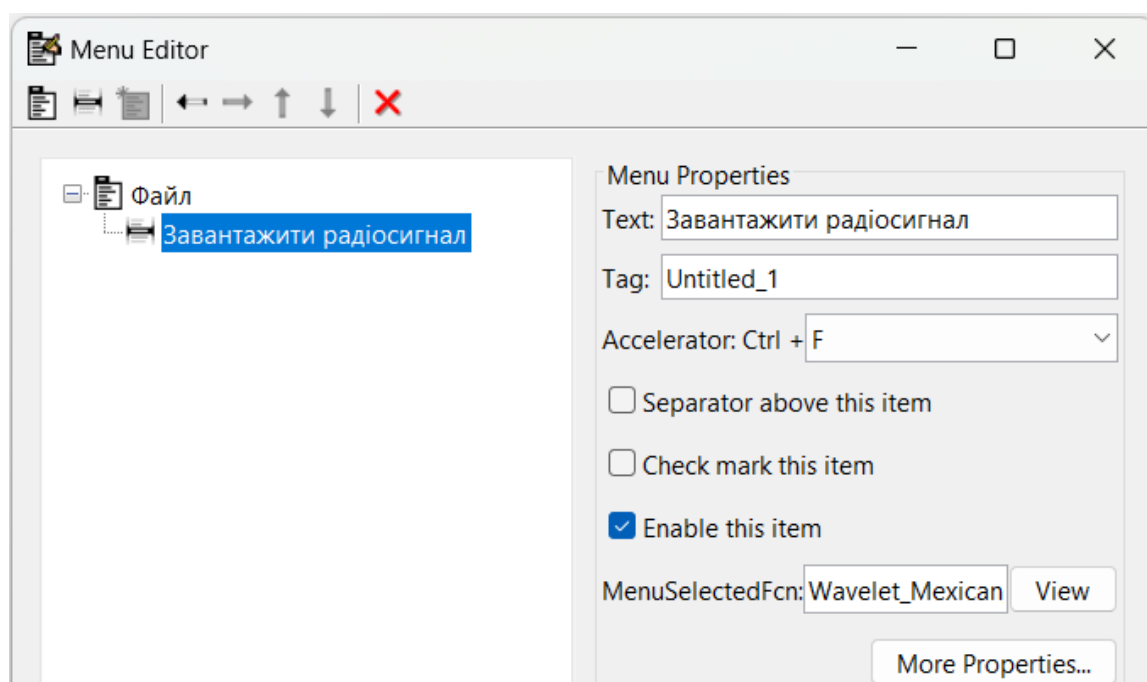 Menu Editor
Файл
Завантажити радіосигнал
Menu Properties
Text: Завантажити радіосигнал
Tag: Untitled_1
Accelerator: Ctrl + F
Separator above this item
Check mark this item
Enable this item
MenuSelectedFcn: Wavelet_Mexican View
More Properties...